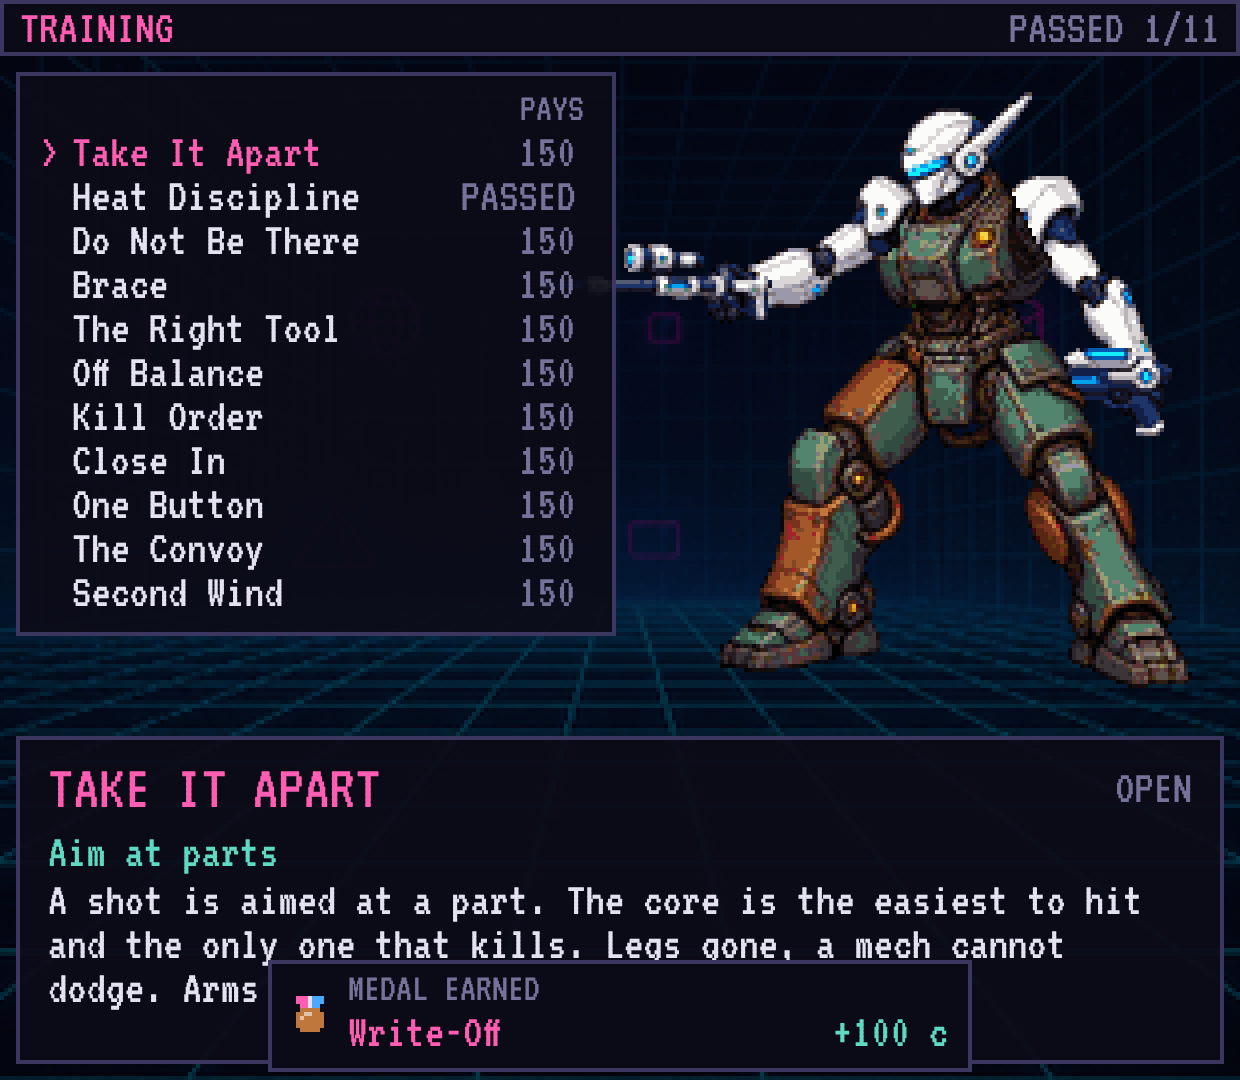 TRAINING
PASSED 1/11
PAYS
> Take It Apart 150
Heat Discipline PASSED
Do Not Be There 150
Brace 150
The Right Tool 150
Off Balance 150
Kill Order 150
Close In 150
One Button 150
The Convoy 150
Second Wind 150
TAKE IT APART
OPEN
Aim at parts
A shot is aimed at a part. The core is the easiest to hit
and the only one that kills. Legs gone, a mech cannot
dodge. Arms
MEDAL EARNED
Write-Off +100 c